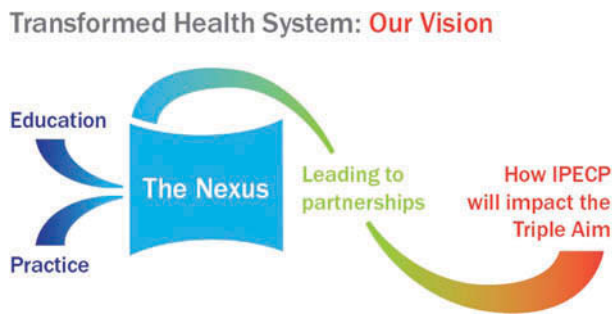 Transformed Health System: Our Vision
Education
The Nexus
Practice
Leading to
partnerships
How IPECP
will impact the
Triple Aim